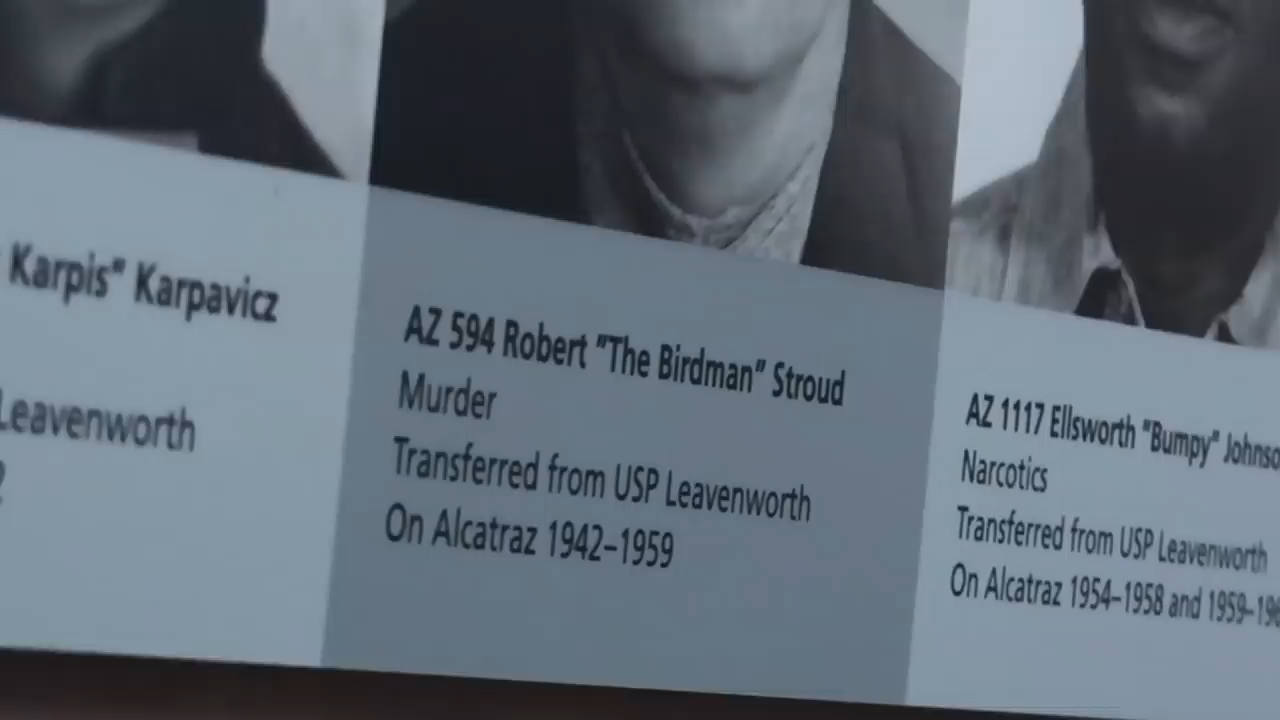 Karpis" Karpavicz
Leavenworth
2
AZ 594 Robert "The Birdman" Stroud
Murder
Transferred from USP Leavenworth
On Alcatraz 1942–1959
AZ 1117 Ellsworth "Bumpy" Johnso
Narcotics
Transferred from USP Leavenworth
On Alcatraz 1954–1958 and 1959–19